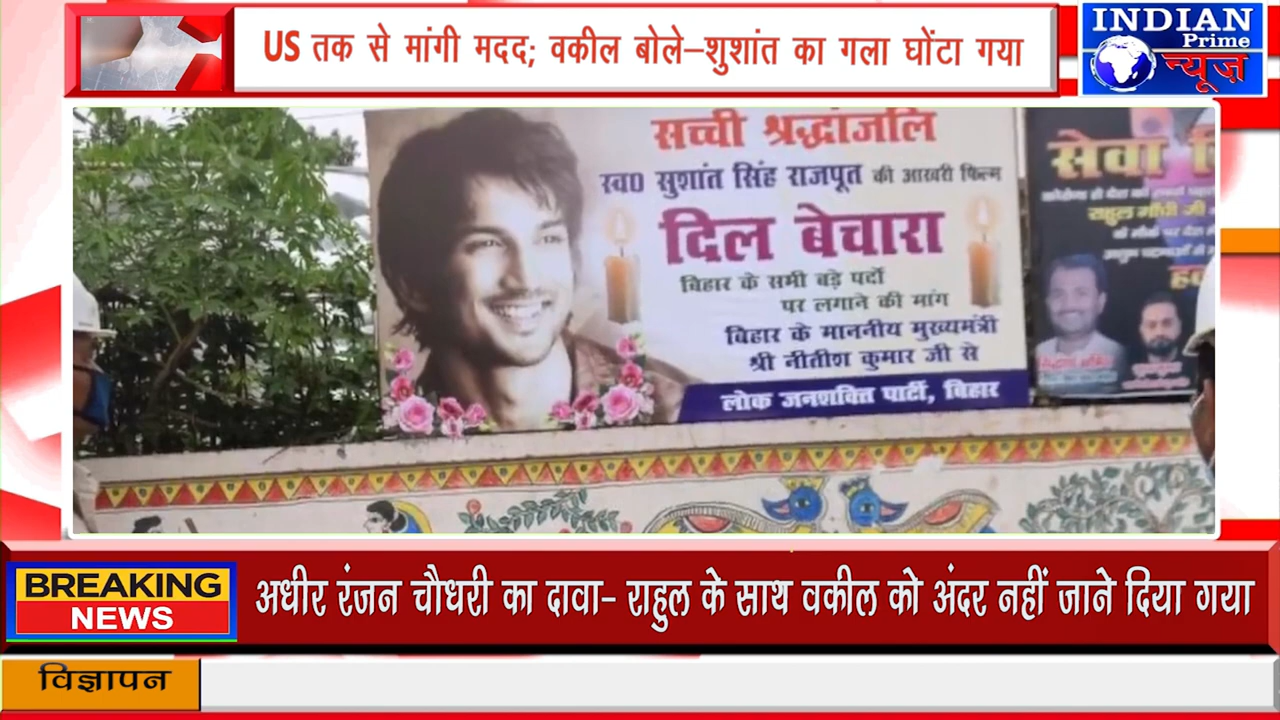 US तक से मांगी मदद; वकील बोले-शुशांत का गला घोंटा गया
INDIAN
Prime
न्यूज़
सच्ची श्रद्धांजलि
स्व0 सुशांत सिंह राजपूत की आखरी फिल्म
दिल बेचारा
बिहार के सभी बड़े पर्दो
पर लगाने की मांग
बिहार के माननीय मुख्यमंत्री
श्री नीतीश कुमार जी से
लोक जनशक्ति पार्टी, बिहार
सेवा
राहुल गाँधी जी
BREAKING
NEWS
अधीर रंजन चौधरी का दावा- राहुल के साथ वकील को अंदर नहीं जाने दिया गया
विज्ञापन